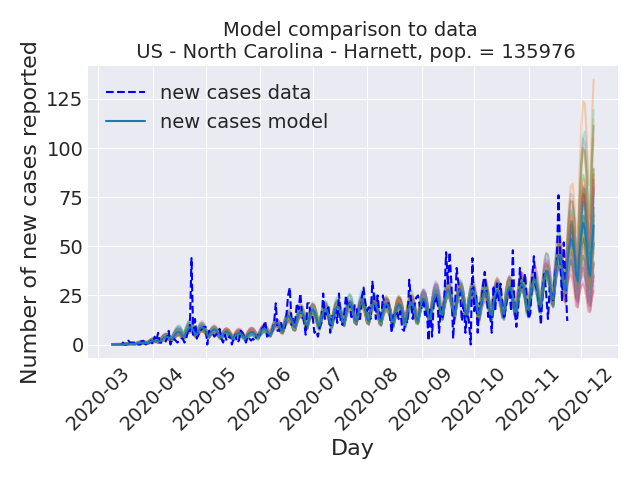 Model comparison to data
US - North Carolina - Harnett, pop. = 135976
Number of new cases reported
new cases data
new cases model
125
100
75
50
25
0
2020-03
2020-04
2020-05
2020-06
2020-07
2020-08
2020-09
2020-10
2020-11
2020-12
Day